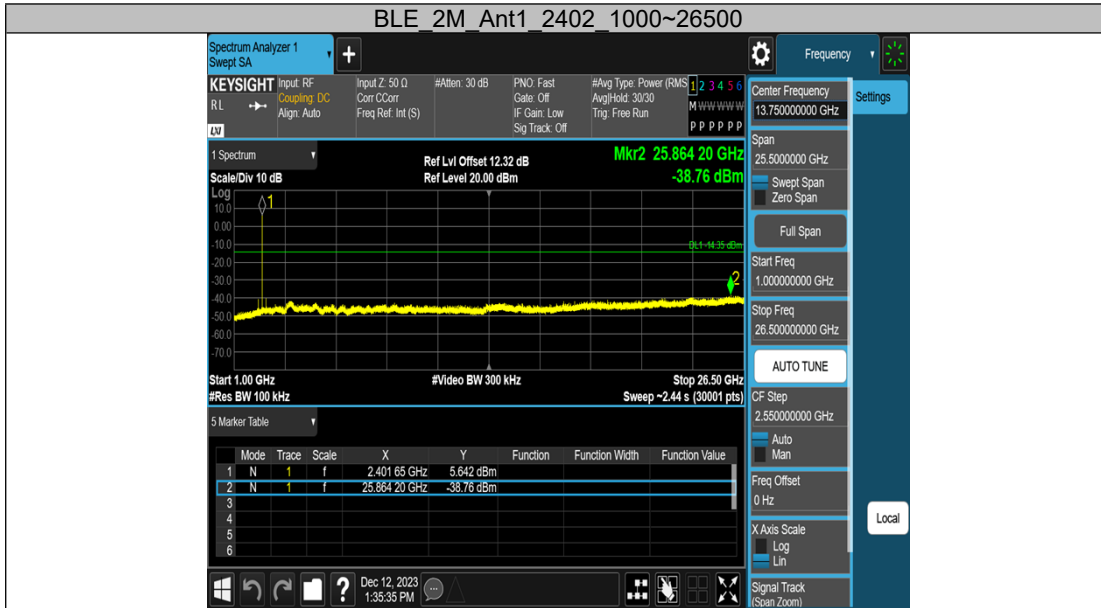 BLE_2M_Ant1_2402_1000~26500
Spectrum Analyzer 1
Swept SA
Frequency
KEYSIGHT
Input: RF
Coupling: DC
Align: Auto
RL
LXI
Input Z: 50 Ω
Corr CCorr
Freq Ref: Int (S)
#Atten: 30 dB
PNO: Fast
Gate: Off
IF Gain: Low
Sig Track: Off
#Avg Type: Power (RMS
Avg|Hold: 30/30
Trig: Free Run
1 2 3 4 5 6
M W W W W W
P P P P P P
1 Spectrum
Scale/Div 10 dB
Ref Lvl Offset 12.32 dB
Ref Level 20.00 dBm
Mkr2 25.864 20 GHz
-38.76 dBm
Log
10.0
0.00
-10.0
-20.0
-30.0
-40.0
-50.0
-60.0
-70.0
1
DL1 -14.35 dBm
2
Start 1.00 GHz
#Res BW 100 kHz
#Video BW 300 kHz
Stop 26.50 GHz
Sweep ~2.44 s (30001 pts)
5 Marker Table
Mode Trace Scale X Y Function Function Width Function Value
1 N 1 f 2.401 65 GHz 5.642 dBm
2 N 1 f 25.864 20 GHz -38.76 dBm
3
4
5
6
Dec 12, 2023
1:35:35 PM
Center Frequency
13.750000000 GHz
Settings
Span
25.5000000 GHz
Swept Span
Zero Span
Full Span
Start Freq
1.000000000 GHz
Stop Freq
26.500000000 GHz
AUTO TUNE
CF Step
2.550000000 GHz
Auto
Man
Freq Offset
0 Hz
X Axis Scale
Log
Lin
Local
Signal Track
(Span Zoom)